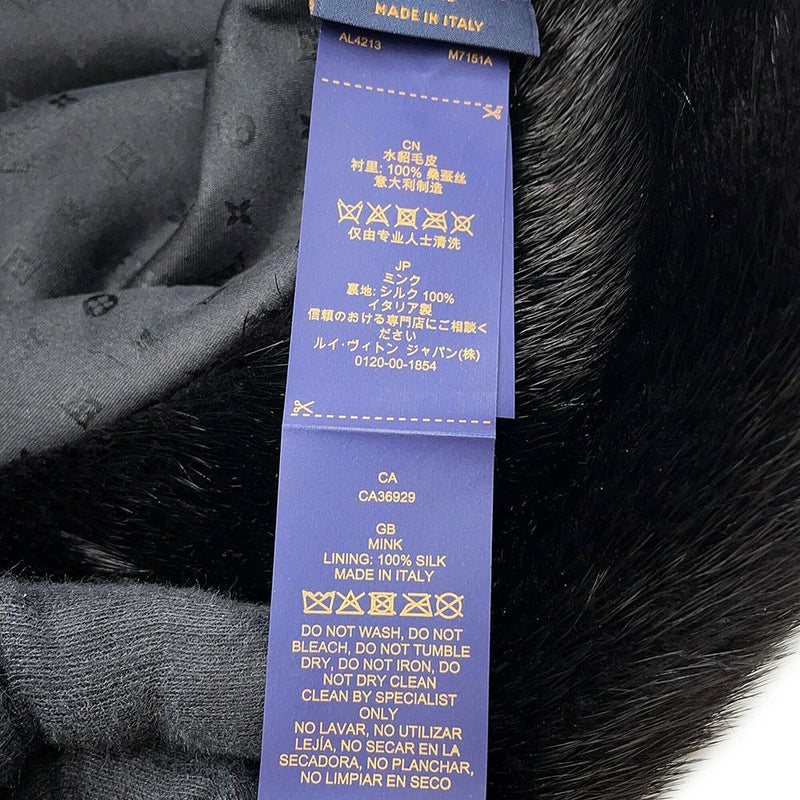 MADE IN ITALY
AL4213
M7151A
CN
水貂毛皮
衬里: 100% 桑蚕丝
意大利制造
仅由专业人士清洗
JP
ミンク
裏地: シルク 100%
イタリア製
信頼のおける専門店にご相談く
ださい
ルイ・ヴィトン ジャパン(株)
0120-00-1854
CA
CA36929
GB
MINK
LINING: 100% SILK
MADE IN ITALY
DO NOT WASH, DO NOT
BLEACH, DO NOT TUMBLE
DRY, DO NOT IRON, DO
NOT DRY CLEAN
CLEAN BY SPECIALIST
ONLY
NO LAVAR, NO UTILIZAR
LEJÍA, NO SECAR EN LA
SECADORA, NO PLANCHAR,
NO LIMPIAR EN SECO